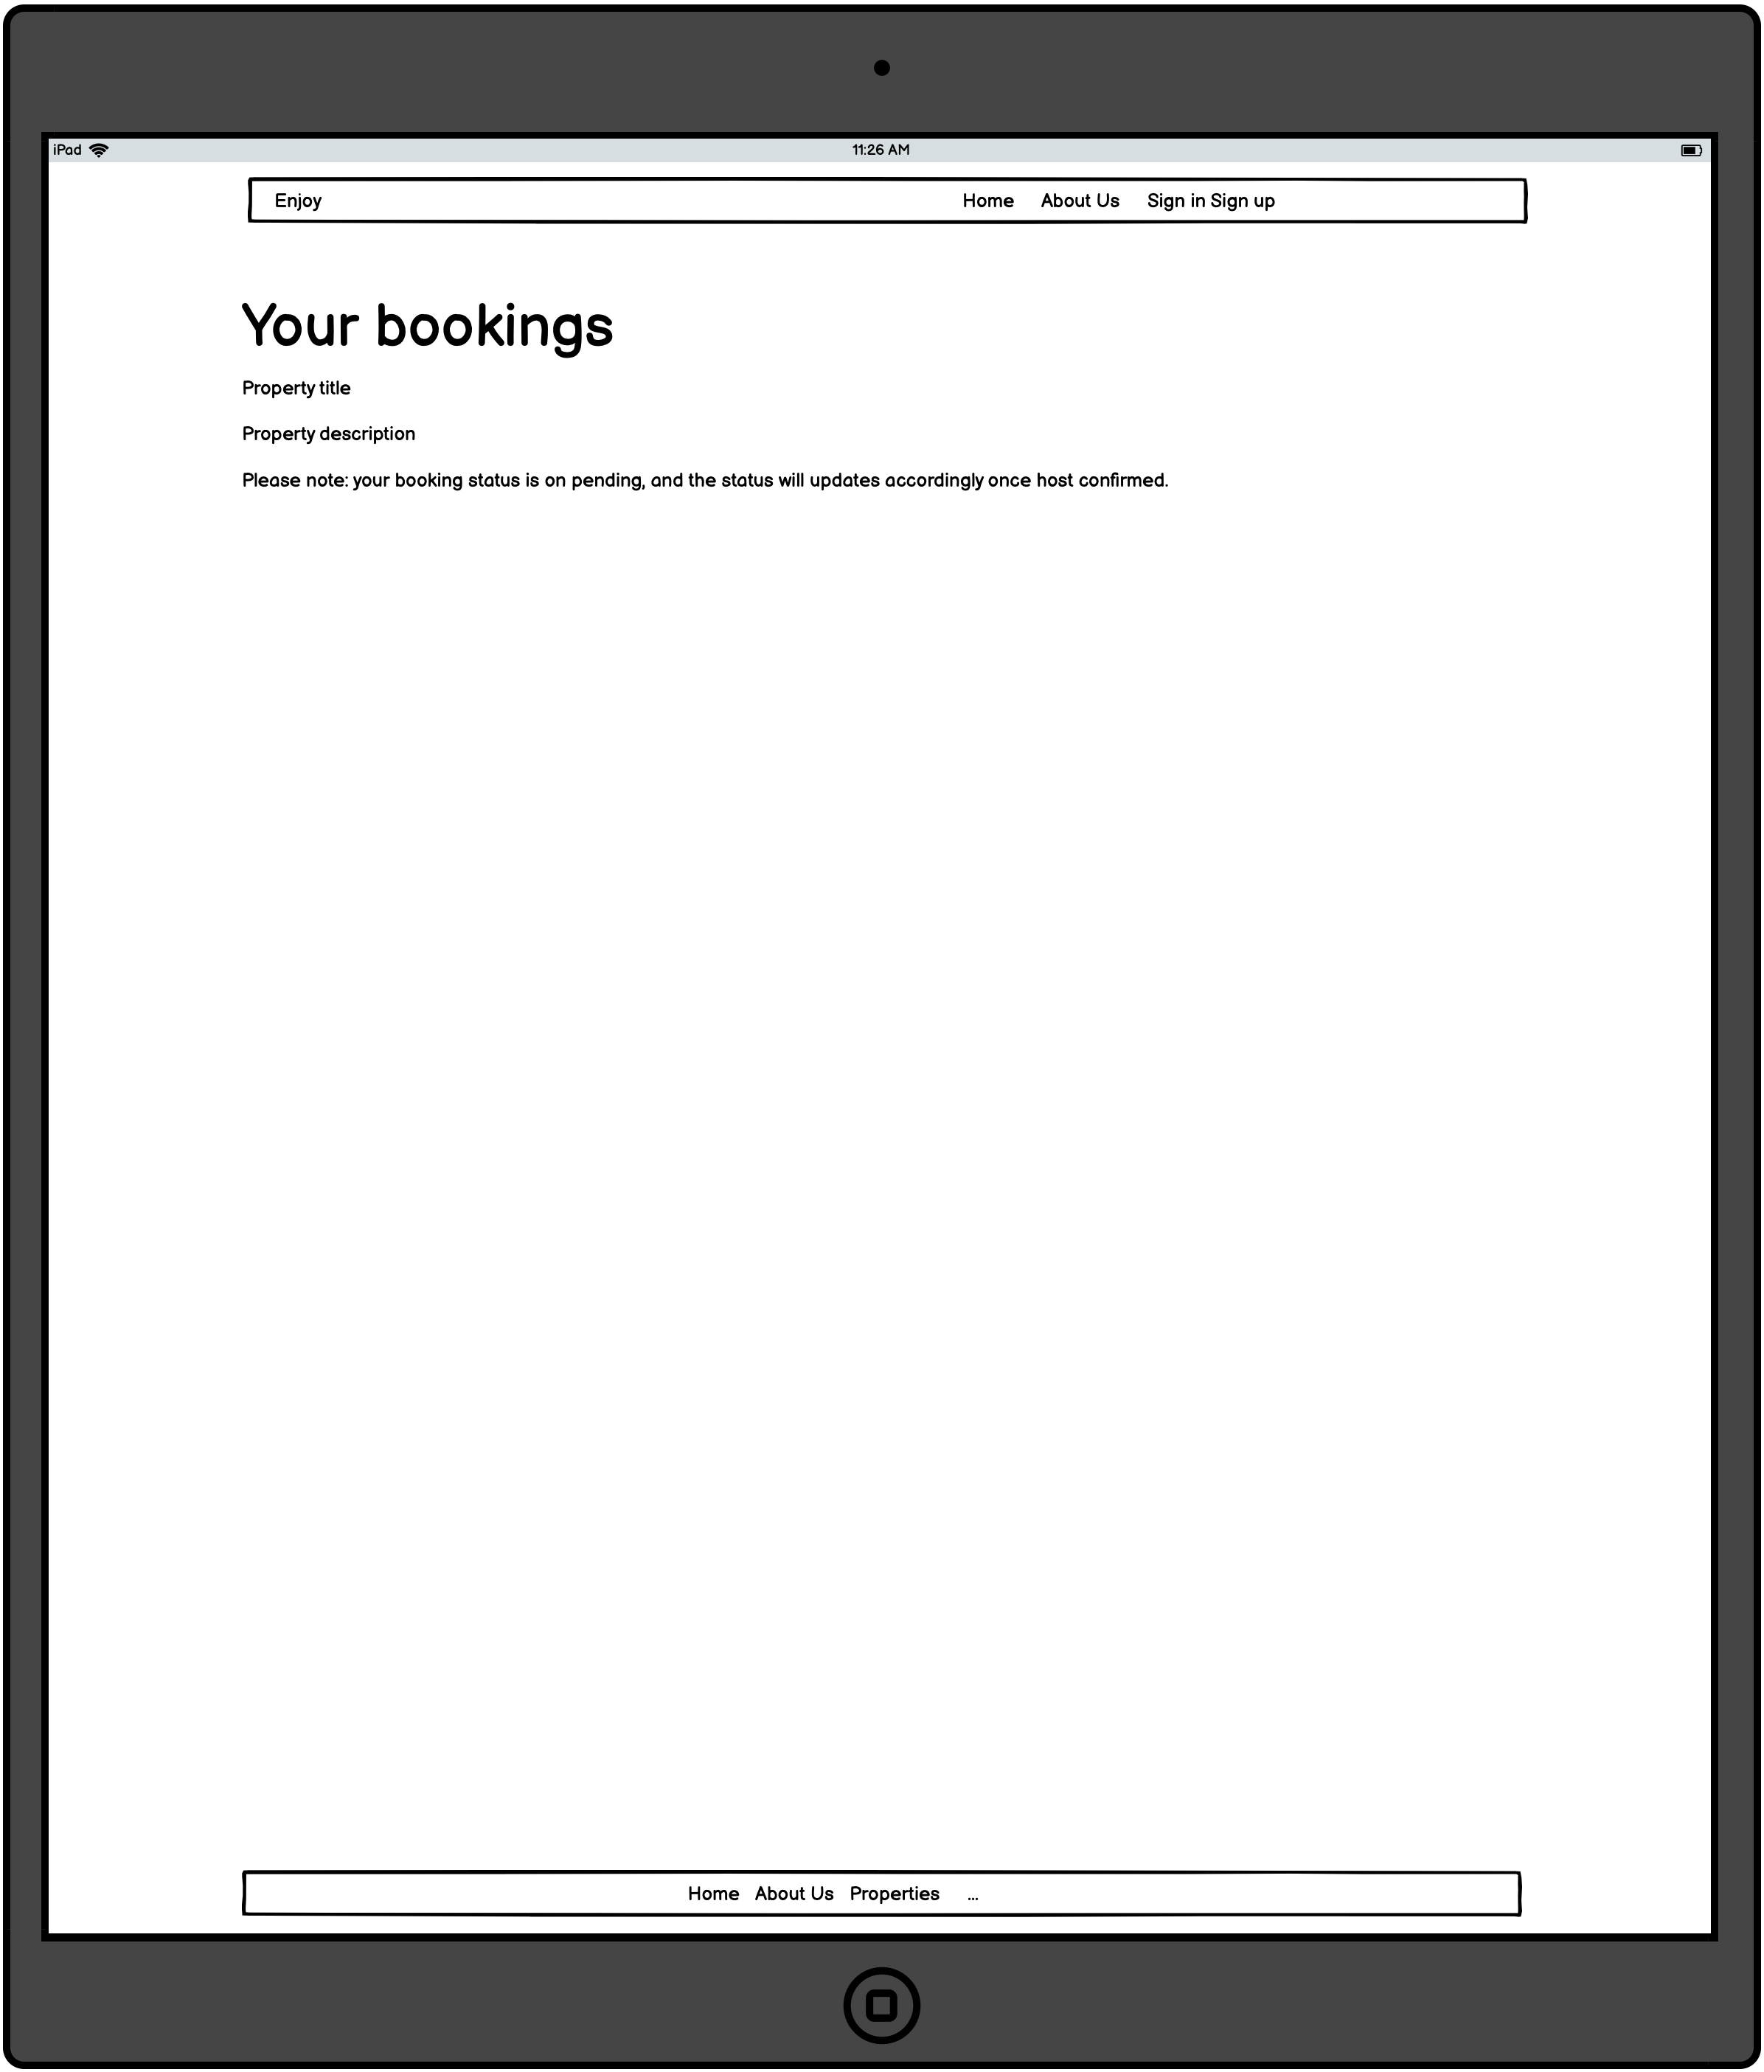 iPad 11:26 AM
Enjoy Home About Us Sign in Sign up
Your bookings
Property title
Property description
Please note: your booking status is on pending, and the status will updates accordingly once host confirmed.
Home About Us Properties ...